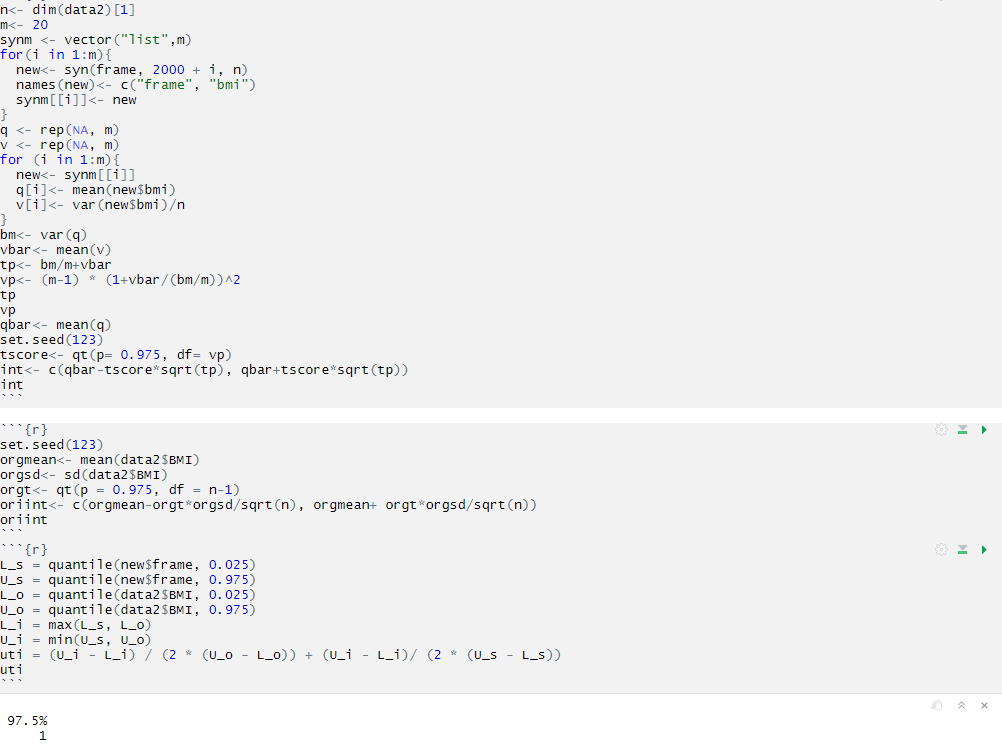 n<- dim(data2)[1]
m<- 20
synm <- vector("list",m)
for(i in 1:m){
  new<- syn(frame, 2000 + i, n)
  names(new)<- c("frame", "bmi")
  synm[[i]]<- new
}
q <- rep(NA, m)
v <- rep(NA, m)
for (i in 1:m){
  new<- synm[[i]]
  q[i]<- mean(new$bmi)
  v[i]<- var(new$bmi)/n
}
bm<- var(q)
vbar<- mean(v)
tp<- bm/m+vbar
vp<- (m-1) * (1+vbar/(bm/m))^2
tp
vp
qbar<- mean(q)
set.seed(123)
tscore<- qt(p= 0.975, df= vp)
int<- c(qbar-tscore*sqrt(tp), qbar+tscore*sqrt(tp))
int
```
```{r}
set.seed(123)
orgmean<- mean(data2$BMI)
orgsd<- sd(data2$BMI)
orgt<- qt(p = 0.975, df = n-1)
oriint<- c(orgmean-orgt*orgsd/sqrt(n), orgmean+ orgt*orgsd/sqrt(n))
oriint
```
```{r}
L_s = quantile(new$frame, 0.025)
U_s = quantile(new$frame, 0.975)
L_o = quantile(data2$BMI, 0.025)
U_o = quantile(data2$BMI, 0.975)
L_i = max(L_s, L_o)
U_i = min(U_s, U_o)
uti = (U_i - L_i) / (2 * (U_o - L_o)) + (U_i - L_i)/ (2 * (U_s - L_s))
uti
```
97.5%
1